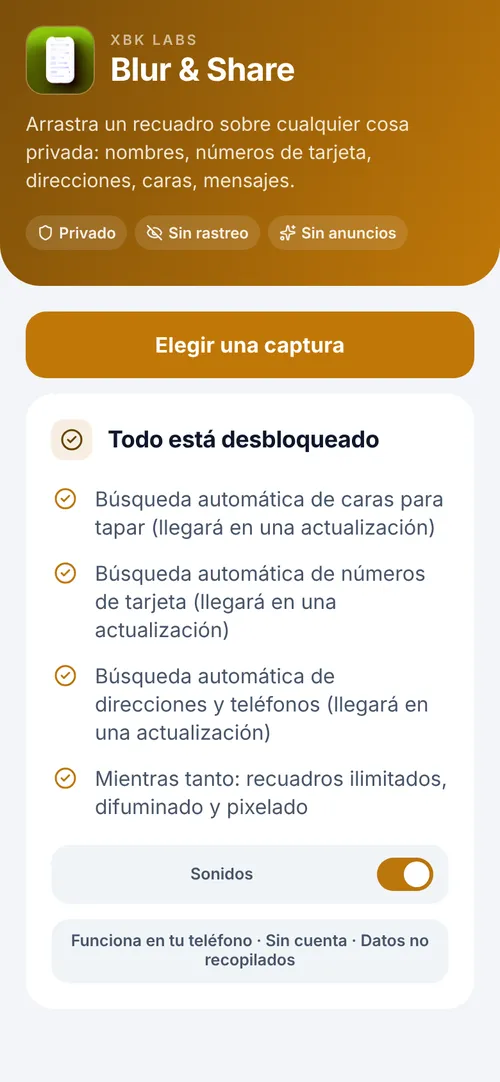 XBK LABS
Blur & Share
Arrastra un recuadro sobre cualquier cosa
privada: nombres, números de tarjeta,
direcciones, caras, mensajes.
Privado
Sin rastreo
Sin anuncios
Elegir una captura
Todo está desbloqueado
Búsqueda automática de caras para
tapar (llegará en una actualización)
Búsqueda automática de números
de tarjeta (llegará en una
actualización)
Búsqueda automática de
direcciones y teléfonos (llegará en
una actualización)
Mientras tanto: recuadros ilimitados,
difuminado y pixelado
Sonidos
Funciona en tu teléfono · Sin cuenta · Datos no
recopilados